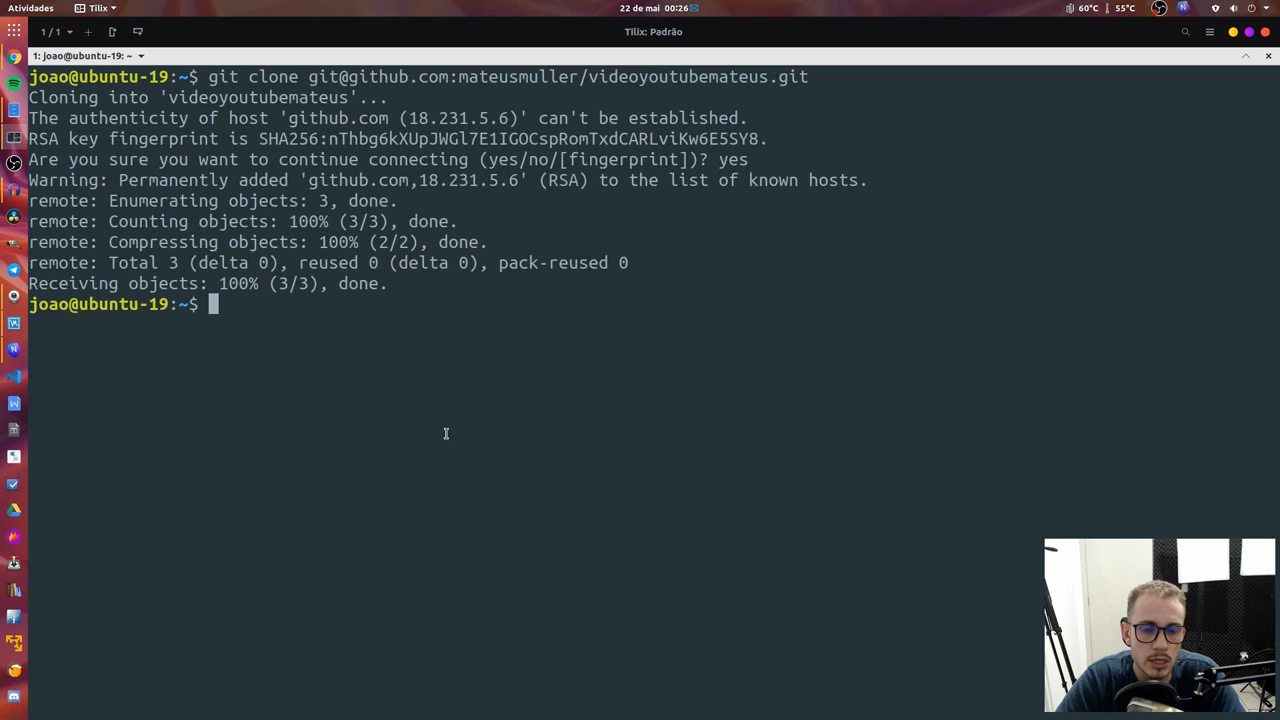 Atividades
Tilix
22 de mai 00:26
60°C
55°C
1 / 1
Tilix: Padrão
1: joao@ubuntu-19: ~
joao@ubuntu-19:~$ git clone git@github.com:mateusmuller/videoyoutubemateus.git
Cloning into 'videoyoutubemateus'...
The authenticity of host 'github.com (18.231.5.6)' can't be established.
RSA key fingerprint is SHA256:nThbg6kXUpJWGl7E1IGOCspRomTxdCARLviKw6E5SY8.
Are you sure you want to continue connecting (yes/no/[fingerprint])? yes
Warning: Permanently added 'github.com,18.231.5.6' (RSA) to the list of known hosts.
remote: Enumerating objects: 3, done.
remote: Counting objects: 100% (3/3), done.
remote: Compressing objects: 100% (2/2), done.
remote: Total 3 (delta 0), reused 0 (delta 0), pack-reused 0
Receiving objects: 100% (3/3), done.
joao@ubuntu-19:~$